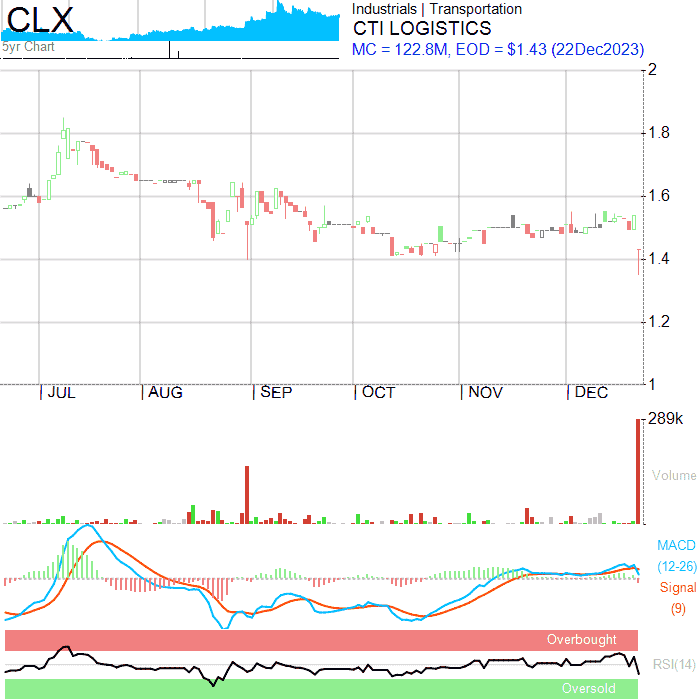 CLX
5yr Chart
Industrials | Transportation
CTI LOGISTICS
MC = 122.8M, EOD = $1.43 (22Dec2023)
2
1.8
1.6
1.4
1.2
1
JUL AUG SEP OCT NOV DEC
289k
Volume
MACD
(12-26)
Signal
(9)
Overbought
RSI(14)
Oversold